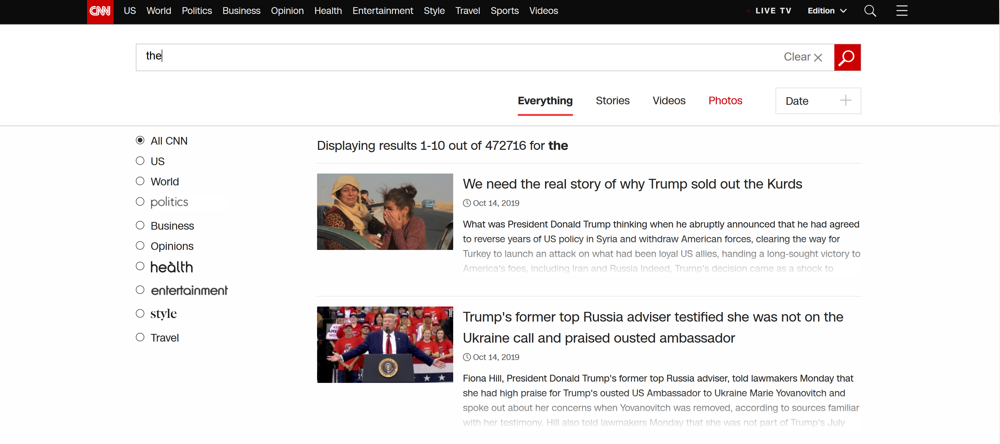 CNN US World Politics Business Opinion Health Entertainment Style Travel Sports Videos LIVE TV Edition
the Clear
Everything Stories Videos Photos Date
All CNN
US
World
politics
Business
Opinions
health
entertainment
style
Travel
Displaying results 1-10 out of 472716 for the
We need the real story of why Trump sold out the Kurds
Oct 14, 2019
What was President Donald Trump thinking when he abruptly announced that he had agreed
to reverse years of US policy in Syria and withdraw American forces, clearing the way for
Turkey to launch an attack on what had been loyal US allies, handing a long-sought victory to
America's foes, including Iran and Russia Indeed, Trump's decision came as a shock to
POOL
Trump's former top Russia adviser testified she was not on the
Ukraine call and praised ousted ambassador
Oct 14, 2019
Fiona Hill, President Donald Trump's former top Russia adviser, told lawmakers Monday that
she had high praise for Trump's ousted US Ambassador to Ukraine Marie Yovanovitch and
spoke out about her concerns when Yovanovitch was removed, according to sources familiar
with her testimony. Hill also told lawmakers Monday that she was not part of Trump's July